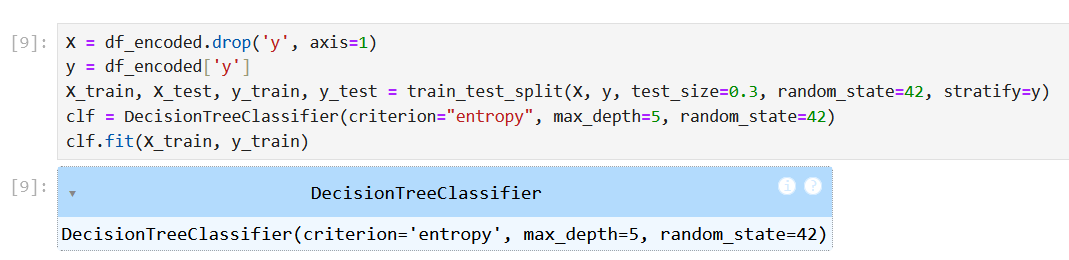 [9]: X = df_encoded.drop('y', axis=1)
y = df_encoded['y']
X_train, X_test, y_train, y_test = train_test_split(X, y, test_size=0.3, random_state=42, stratify=y)
clf = DecisionTreeClassifier(criterion="entropy", max_depth=5, random_state=42)
clf.fit(X_train, y_train)
[9]: ▾ DecisionTreeClassifier i ?
DecisionTreeClassifier(criterion='entropy', max_depth=5, random_state=42)